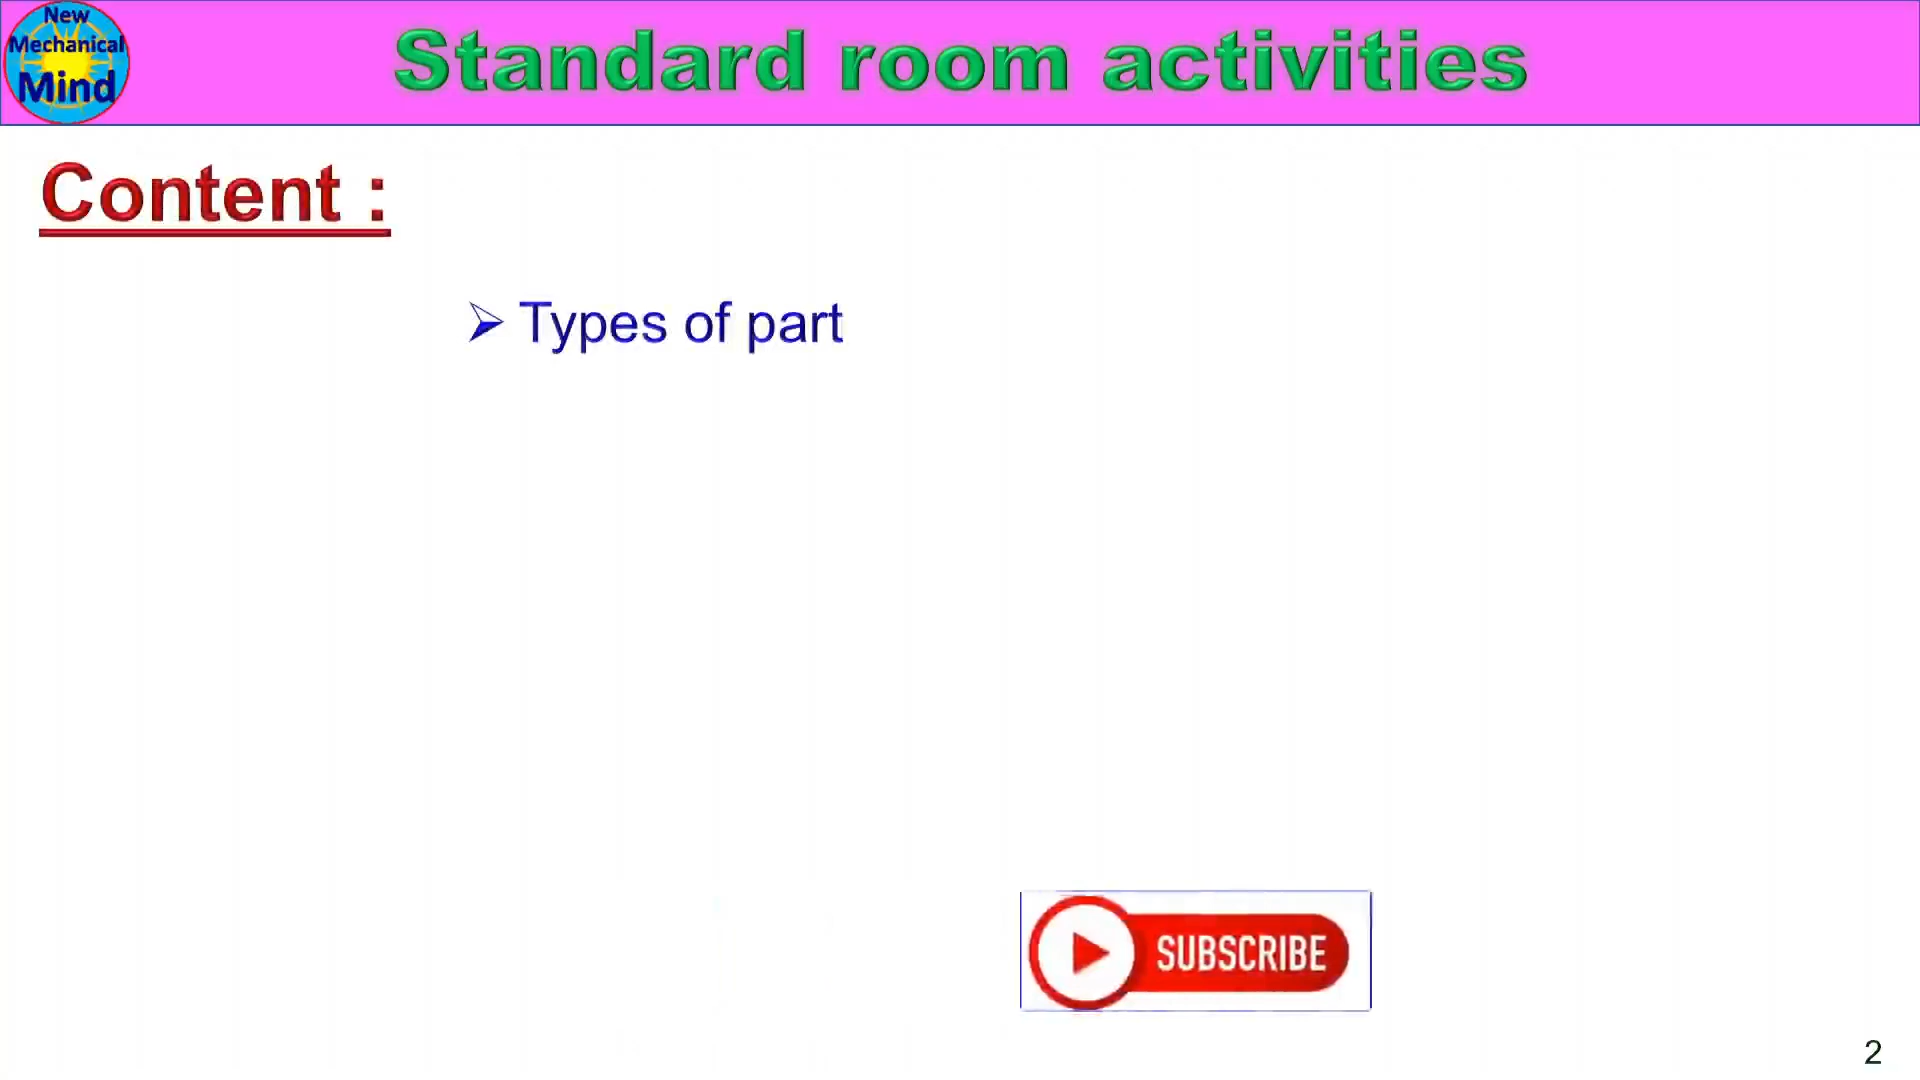 New
Mechanical
Mind
Standard room activities
Content :
Types of part
SUBSCRIBE
2